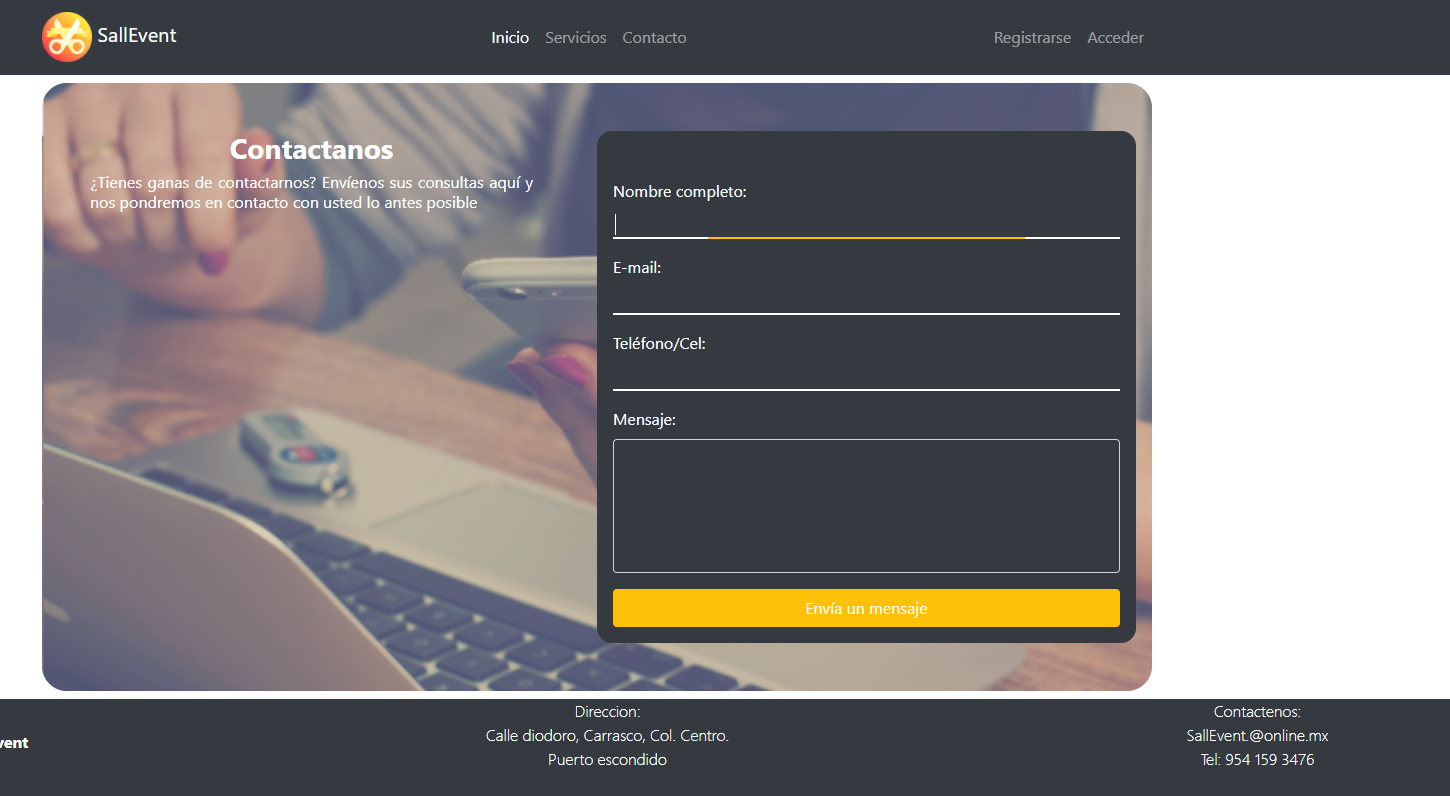 SallEvent
Inicio Servicios Contacto
Registrarse Acceder
Contactanos
¿Tienes ganas de contactarnos? Envíenos sus consultas aquí y
nos pondremos en contacto con usted lo antes posible
Nombre completo:
E-mail:
Teléfono/Cel:
Mensaje:
Envía un mensaje
vent
Direccion:
Calle diodoro, Carrasco, Col. Centro.
Puerto escondido
Contactenos:
SallEvent.@online.mx
Tel: 954 159 3476